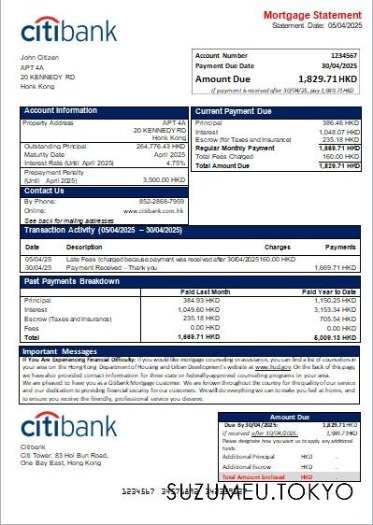 citibank
Mortgage Statement
Statement Date: 05/04/2025
John Citizen
APT 4A
20 KENNEDY RD
Honk Kong
Account Number 1234567
Payment Due Date 30/04/2025
Amount Due 1,829.71 HKD
If payment is received after 30/04/25, pay 1,989.71 HKD
Account Information
Property Address APT 4A
20 KENNEDY RD
Honk Kong
Outstanding Principal 264,776.43 HKD
Maturity Date April 2025
Interest Rate (Until April 2025) 4.75%
Prepayment Penalty
(Until April 2025) 3,500.00 HKD
Current Payment Due
Principal 386.46 HKD
Interest 1,048.07 HKD
Escrow (for Taxes and Insurance) 235.18 HKD
Regular Monthly Payment 1,669.71 HKD
Total Fees Charged 160.00 HKD
Total Amount Due 1,829.71 HKD
Contact Us
By Phone: 852-2868-7959
Online: www.citibank.com.hk
See back for mailing addresses
Transaction Activity (05/04/2025 – 30/04/2025)
Date Description Charges Payments
05/04/25 Late Fees (charged because payment was received after 30/04/2025 160.00 HKD
30/04/25 Payment Received – Thank you 1,669.71 HKD
Past Payments Breakdown
Paid Last Month Paid Year to Date
Principal 384.93 HKD 1,150.25 HKD
Interest 1,049.60 HKD 3,153.34 HKD
Escrow (Taxes and Insurance) 235.18 HKD 705.54 HKD
Fees 0.00 HKD 0.00 HKD
Total 1,669.71 HKD 5,009.13 HKD
Important Messages
If You Are Experiencing Financial Difficulty: If you would like mortgage counseling or assistance, you can find a list of counselors in
your area on the Hong Kong Department of Housing and Urban Development's website at www.hud.gov. On the back of this page,
we have also provided contact information for their state or federally-approved counseling programs in your area.
We are pleased to have you as a Citibank Mortgage customer. We are known throughout the country for the quality of our service
and our dedication to providing financial security for our customers. We will do everything we can to make you feel at home, and
to ensure you receive the friendly, professional service you deserve.
citibank
Citibank
Citi Tower, 83 Hoi Bun Road,
One Bay East, Hong Kong
Amount Due
Due By 30/04/2025: 1,829.71 HKD
If received after 30/04/25: 1,989.71 HKD
Please designate how you want us to apply any additional
funds.
Additional Principal HKD
Additional Escrow HKD
Total Amount Enclosed HKD
1234567
SUZUMEU.TOKYO